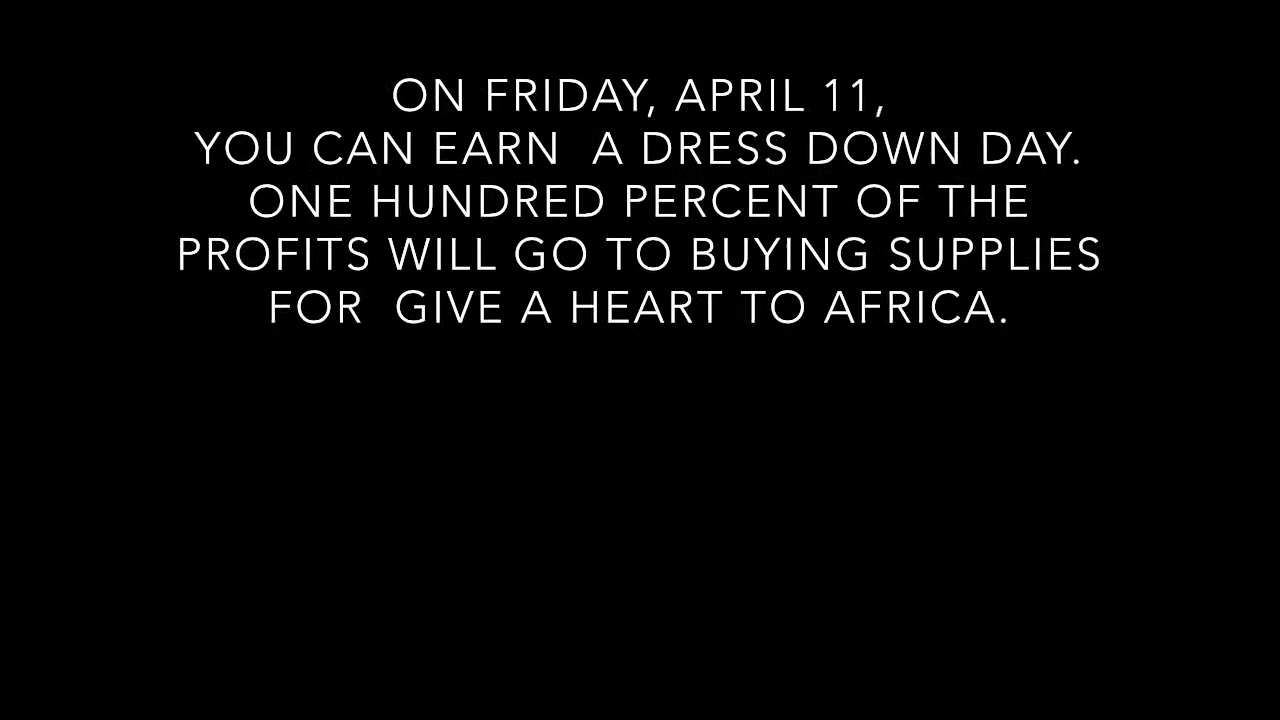 ON FRIDAY, APRIL 11,
YOU CAN EARN  A DRESS DOWN DAY.
ONE HUNDRED PERCENT OF THE
PROFITS WILL GO TO BUYING SUPPLIES
FOR  GIVE A HEART TO AFRICA.